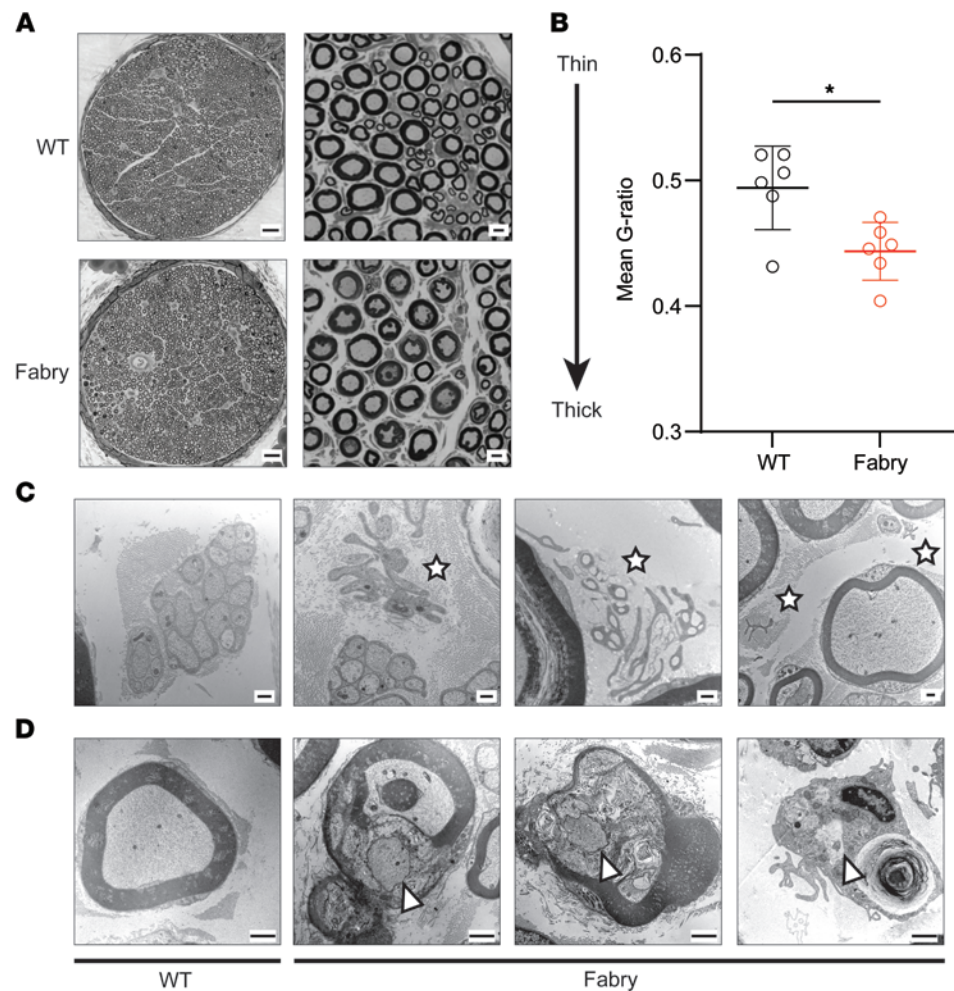 A
WT
Fabry
B
Thin
Thick
Mean G-ratio
0.6
0.5
0.4
0.3
*
WT
Fabry
C
D
WT
Fabry